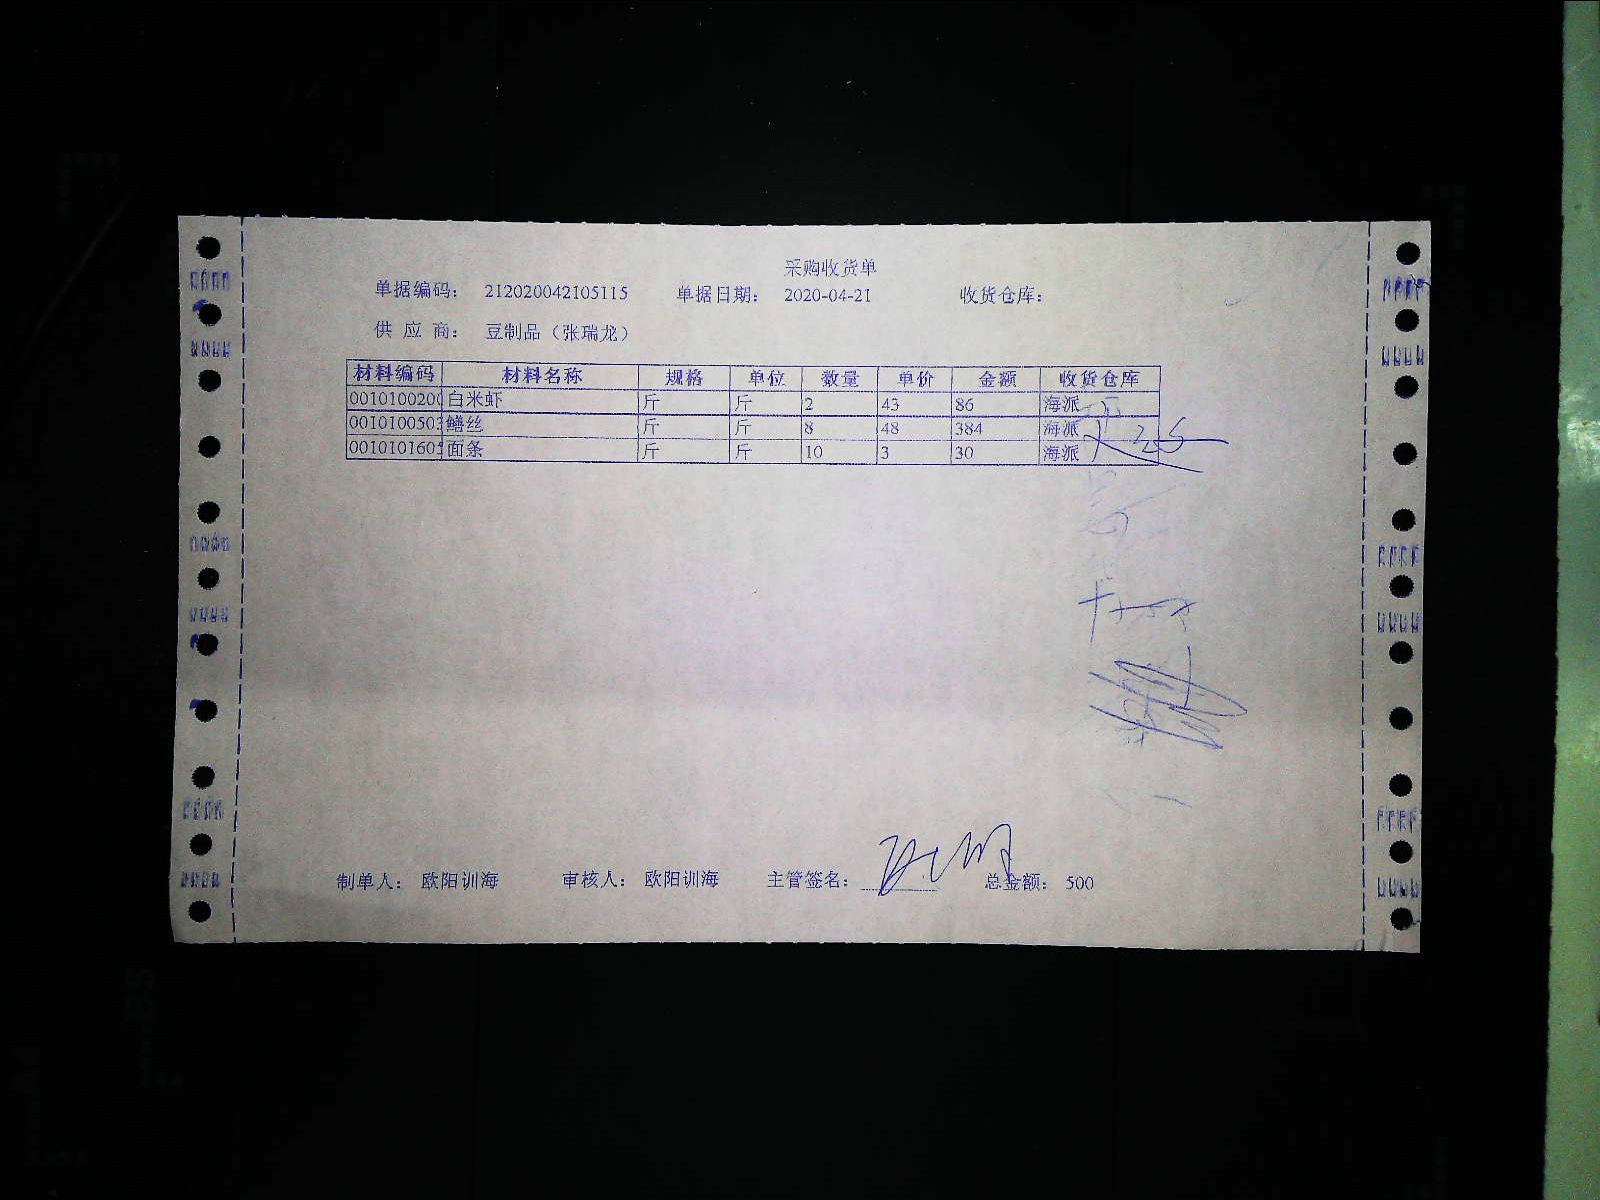 采购收货单
单据编码： 212020042105115 单据日期： 2020-04-21 收货仓库：
供 应 商： 豆制品（张瑞龙）
材料编码 材料名称 规格 单位 数量 单价 金额 收货仓库
0010100200 白米虾 斤 斤 2 43 86 海派
0010100503 鳝丝 斤 斤 8 48 384 海派
0010101605 面条 斤 斤 10 3 30 海派
制单人： 欧阳训海 审核人： 欧阳训海 主管签名： 总金额： 500